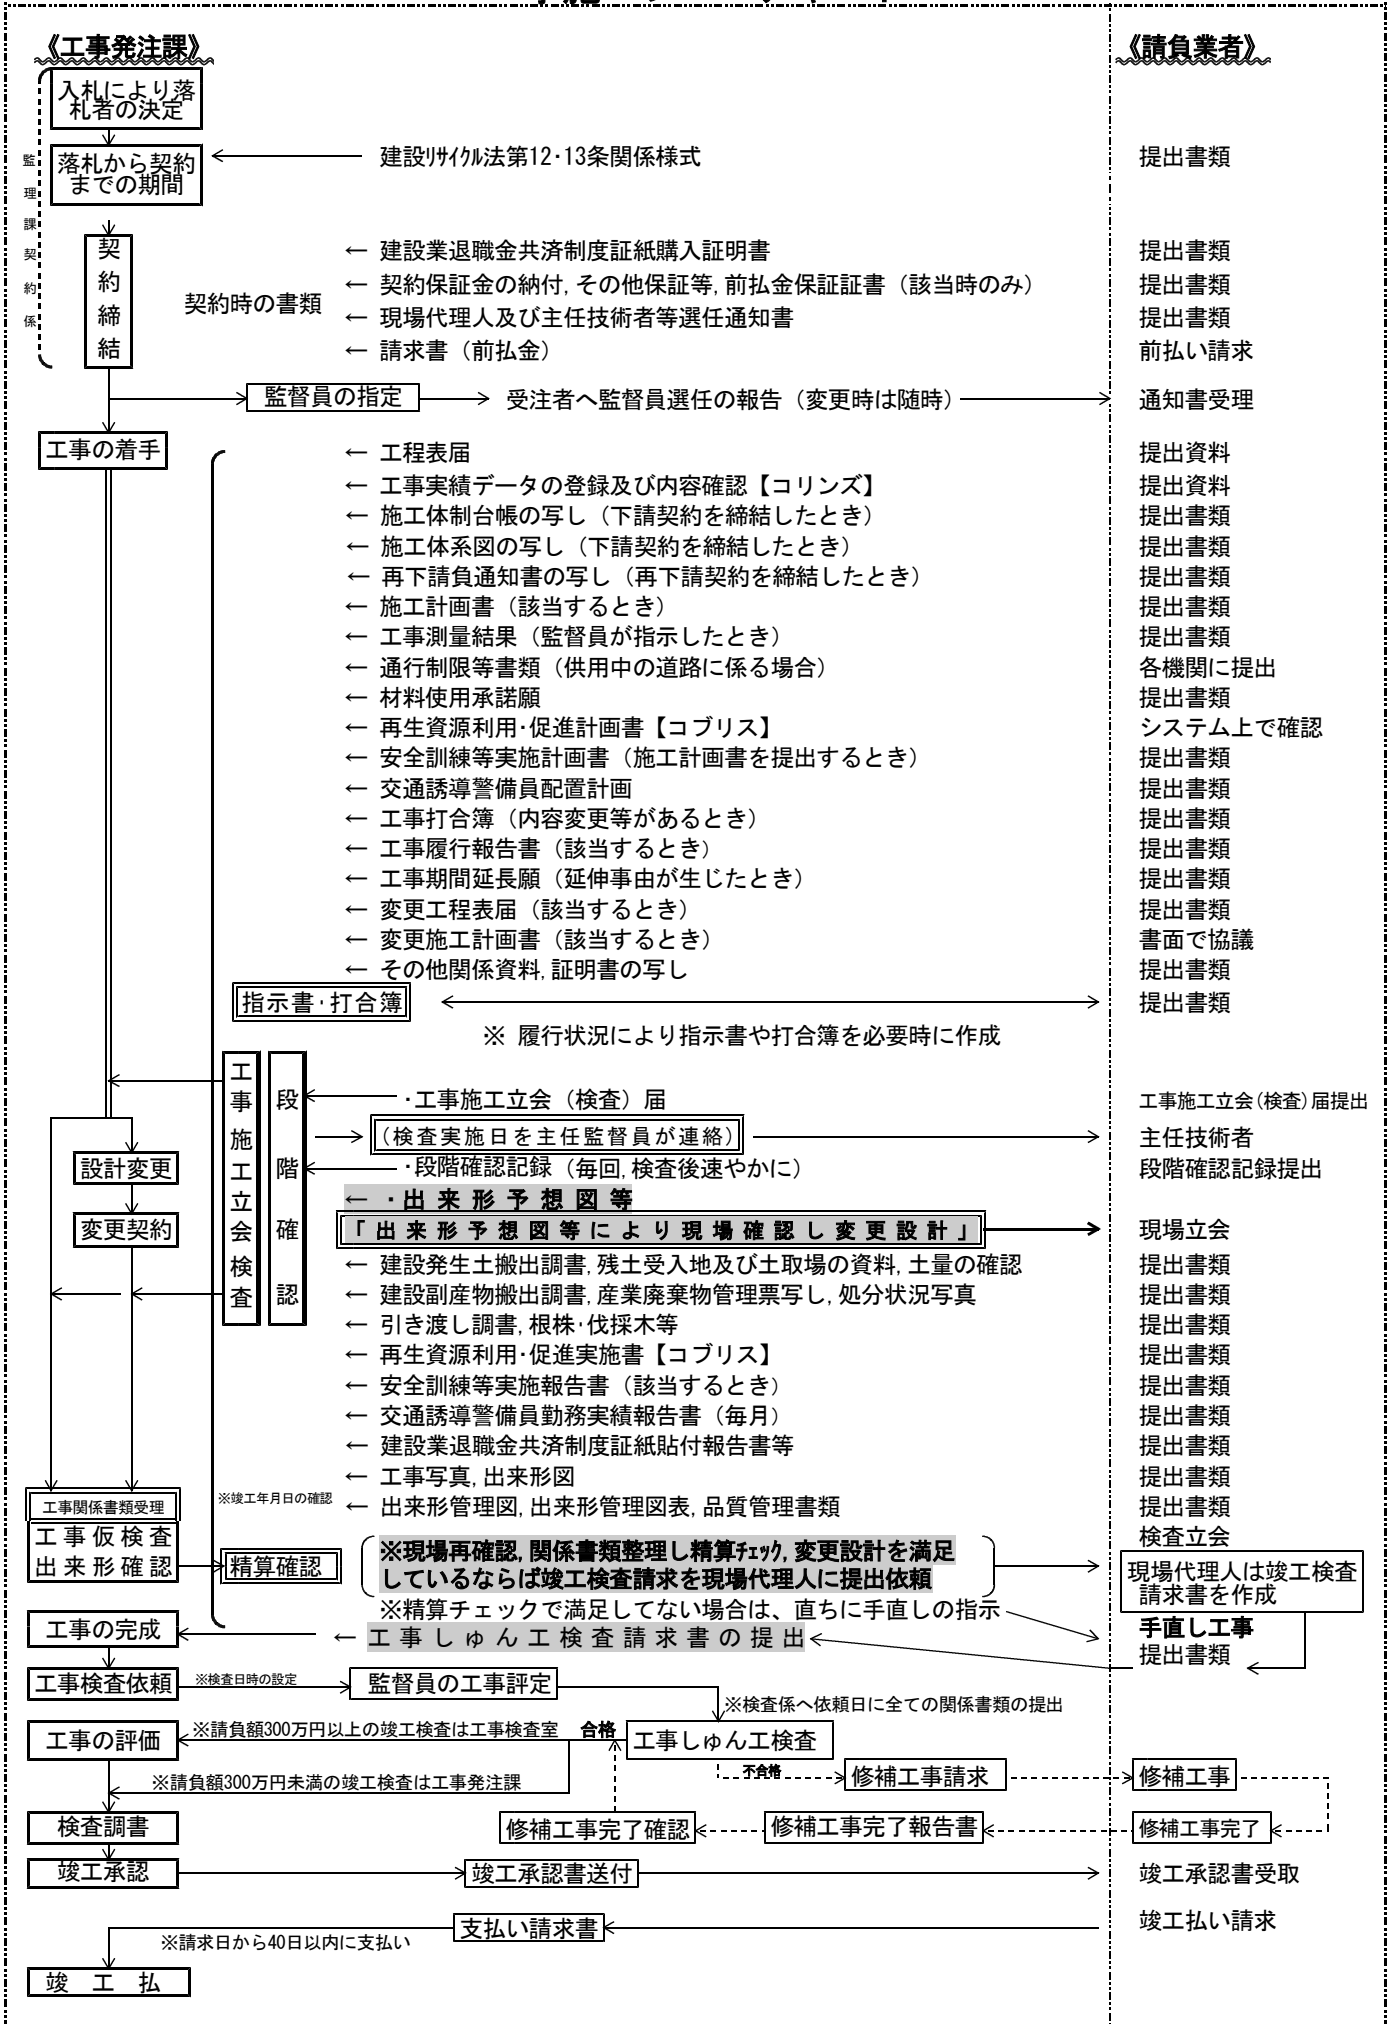 《工事発注課》 《請負業者》
入札により落
札者の決定
監理課契約係
落札から契約
までの期間
← 建設リサイクル法第12・13条関係様式 提出書類
契約締結
契約時の書類
← 建設業退職金共済制度証紙購入証明書 提出書類
← 契約保証金の納付,その他保証等,前払金保証証書（該当時のみ） 提出書類
← 現場代理人及び主任技術者等選任通知書 提出書類
← 請求書（前払金） 前払い請求
監督員の指定 受注者へ監督員選任の報告（変更時は随時） 通知書受理
工事の着手
← 工程表届 提出資料
← 工事実績データの登録及び内容確認【コリンズ】 提出資料
← 施工体制台帳の写し（下請契約を締結したとき） 提出書類
← 施工体系図の写し（下請契約を締結したとき） 提出書類
← 再下請負通知書の写し（再下請契約を締結したとき） 提出書類
← 施工計画書（該当するとき） 提出書類
← 工事測量結果（監督員が指示したとき） 提出書類
← 通行制限等書類（供用中の道路に係る場合） 各機関に提出
← 材料使用承諾願 提出書類
← 再生資源利用・促進計画書【コブリス】 システム上で確認
← 安全訓練等実施計画書（施工計画書を提出するとき） 提出書類
← 交通誘導警備員配置計画 提出書類
← 工事打合簿（内容変更等があるとき） 提出書類
← 工事履行報告書（該当するとき） 提出書類
← 工事期間延長願（延伸事由が生じたとき） 提出書類
← 変更工程表届（該当するとき） 提出書類
← 変更施工計画書（該当するとき） 書面で協議
← その他関係資料,証明書の写し 提出書類
指示書・打合簿 提出書類
※ 履行状況により指示書や打合簿を必要時に作成
工事施工立会検査
段階確認
・工事施工立会（検査）届 工事施工立会(検査)届提出
(検査実施日を主任監督員が連絡) 主任技術者
設計変更
・段階確認記録（毎回,検査後速やかに） 段階確認記録提出
← ・出来形予想図等
変更契約
「出来形予想図等により現場確認し変更設計」 現場立会
← 建設発生土搬出調書,残土受入地及び土取場の資料,土量の確認 提出書類
← 建設副産物搬出調書,産業廃棄物管理票写し,処分状況写真 提出書類
← 引き渡し調書,根株・伐採木等 提出書類
← 再生資源利用・促進実施書【コブリス】 提出書類
← 安全訓練等実施報告書（該当するとき） 提出書類
← 交通誘導警備員勤務実績報告書（毎月） 提出書類
← 建設業退職金共済制度証紙貼付報告書等 提出書類
← 工事写真,出来形図 提出書類
工事関係書類受理 ※竣工年月日の確認
← 出来形管理図,出来形管理図表,品質管理書類 提出書類
工事仮検査 検査立会
出来形確認
精算確認
※現場再確認,関係書類整理し精算チェック,変更設計を満足
しているならば竣工検査請求を現場代理人に提出依頼
現場代理人は竣工検査
請求書を作成
※精算チェックで満足してない場合は、直ちに手直しの指示 手直し工事
工事の完成
← 工事しゅん工検査請求書の提出 提出書類
工事検査依頼 ※検査日時の設定 監督員の工事評定
※検査係へ依頼日に全ての関係書類の提出
工事の評価 ※請負額300万円以上の竣工検査は工事検査室 合格 工事しゅん工検査
不合格 修補工事請求 修補工事
※請負額300万円未満の竣工検査は工事発注課
検査調書 修補工事完了確認 修補工事完了報告書 修補工事完了
竣工承認 竣工承認書送付 竣工承認書受取
支払い請求書 竣工払い請求
※請求日から40日以内に支払い
竣工払